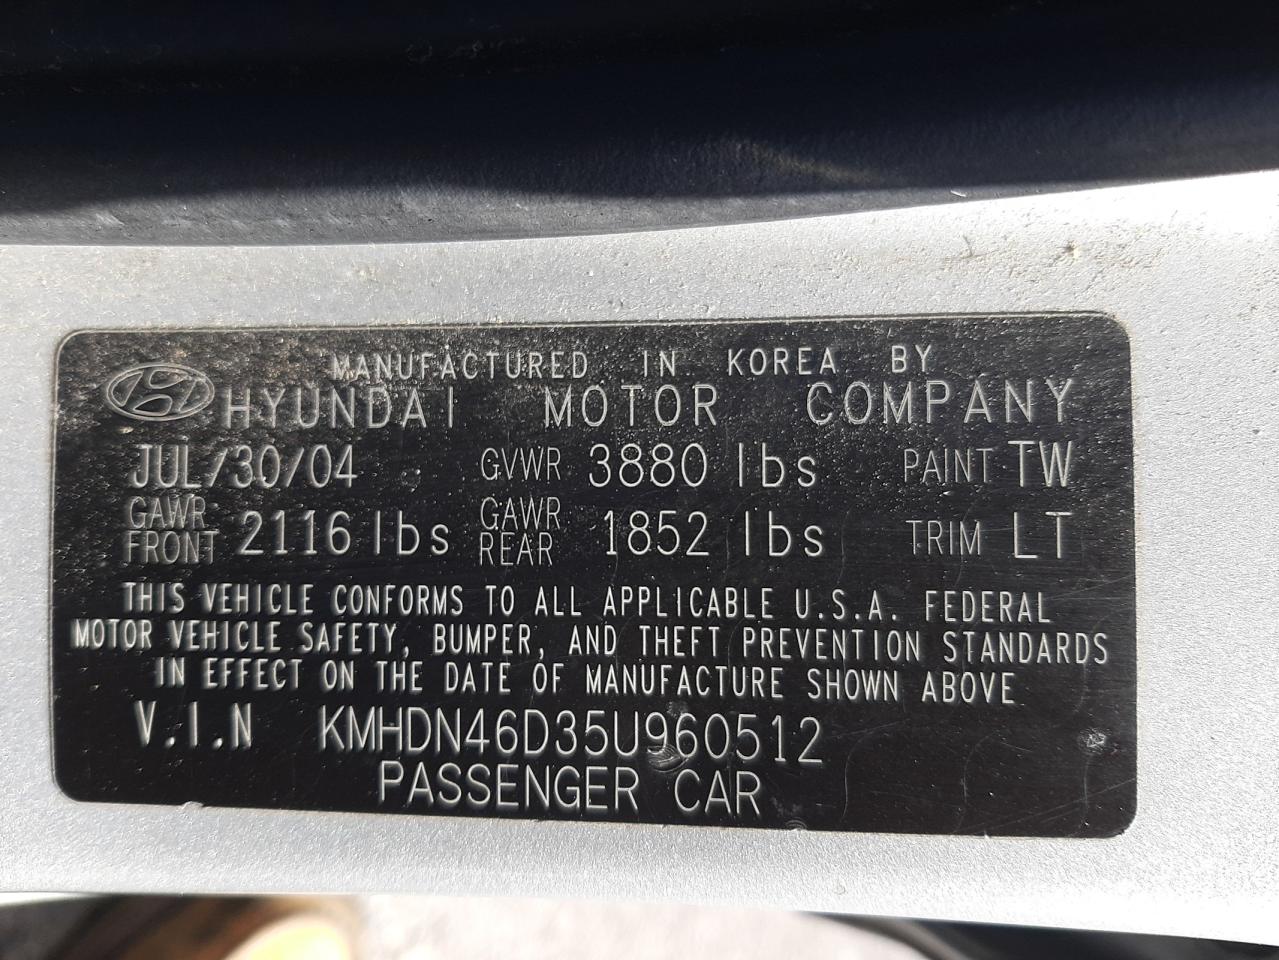 MANUFACTURED IN KOREA BY
HYUNDAI MOTOR COMPANY
JUL/30/04 GVWR 3880 lbs PAINT TW
GAWR FRONT 2116 lbs GAWR REAR 1852 lbs TRIM LT
THIS VEHICLE CONFORMS TO ALL APPLICABLE U.S.A. FEDERAL
MOTOR VEHICLE SAFETY, BUMPER, AND THEFT PREVENTION STANDARDS
IN EFFECT ON THE DATE OF MANUFACTURE SHOWN ABOVE
V.I.N KMHDN46D35U960512
PASSENGER CAR